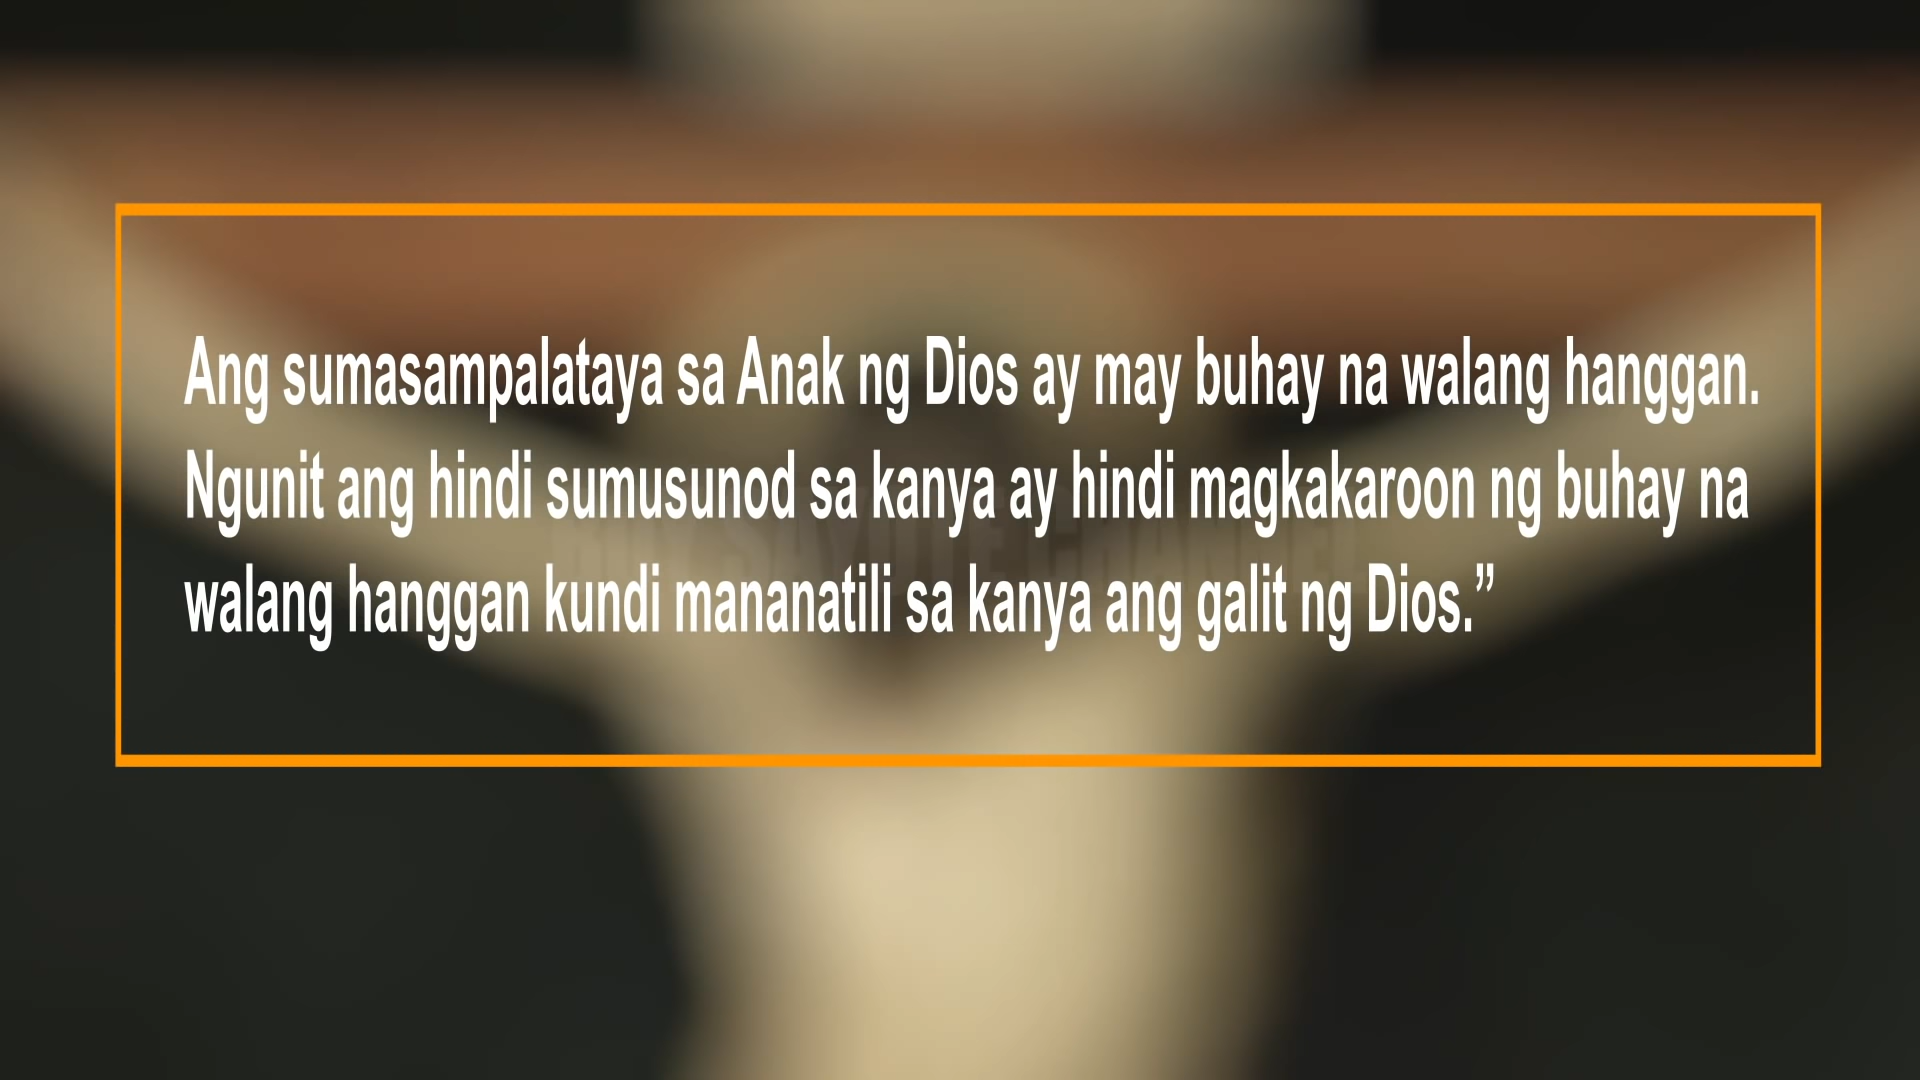 Ang sumasampalataya sa Anak ng Dios ay may buhay na walang hanggan.
Ngunit ang hindi sumusunod sa kanya ay hindi magkakaroon ng buhay na
walang hanggan kundi mananatili sa kanya ang galit ng Dios.”